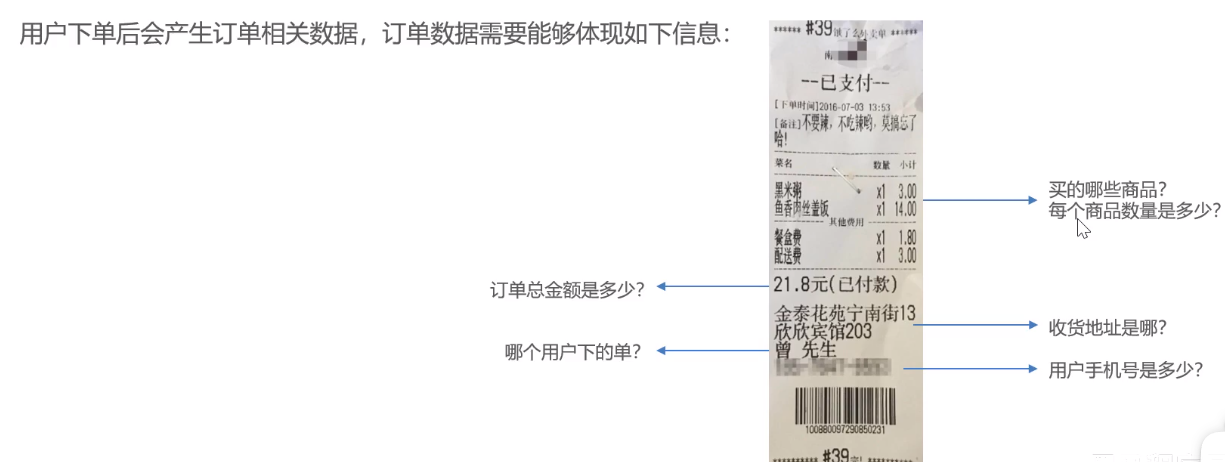 用户下单后会产生订单相关数据，订单数据需要能够体现如下信息：
****** #39 饿了么外卖单 ******
南
--已支付--
[下单时间]2016-07-03 13:53
[备注]不要辣，不吃辣哟，莫搞忘了
哈！
菜名 数量 小计
黑米粥 x1 3.00
鱼香肉丝盖饭 x1 14.00
其他费用
餐盒费 x1 1.80
配送费 x1 3.00
21.8元(已付款)
金泰花苑宁南街13
欣欣宾馆203
曾 先生
100880097290850231
#39
买的哪些商品？
每个商品数量是多少？
订单总金额是多少？
收货地址是哪？
哪个用户下的单？
用户手机号是多少？